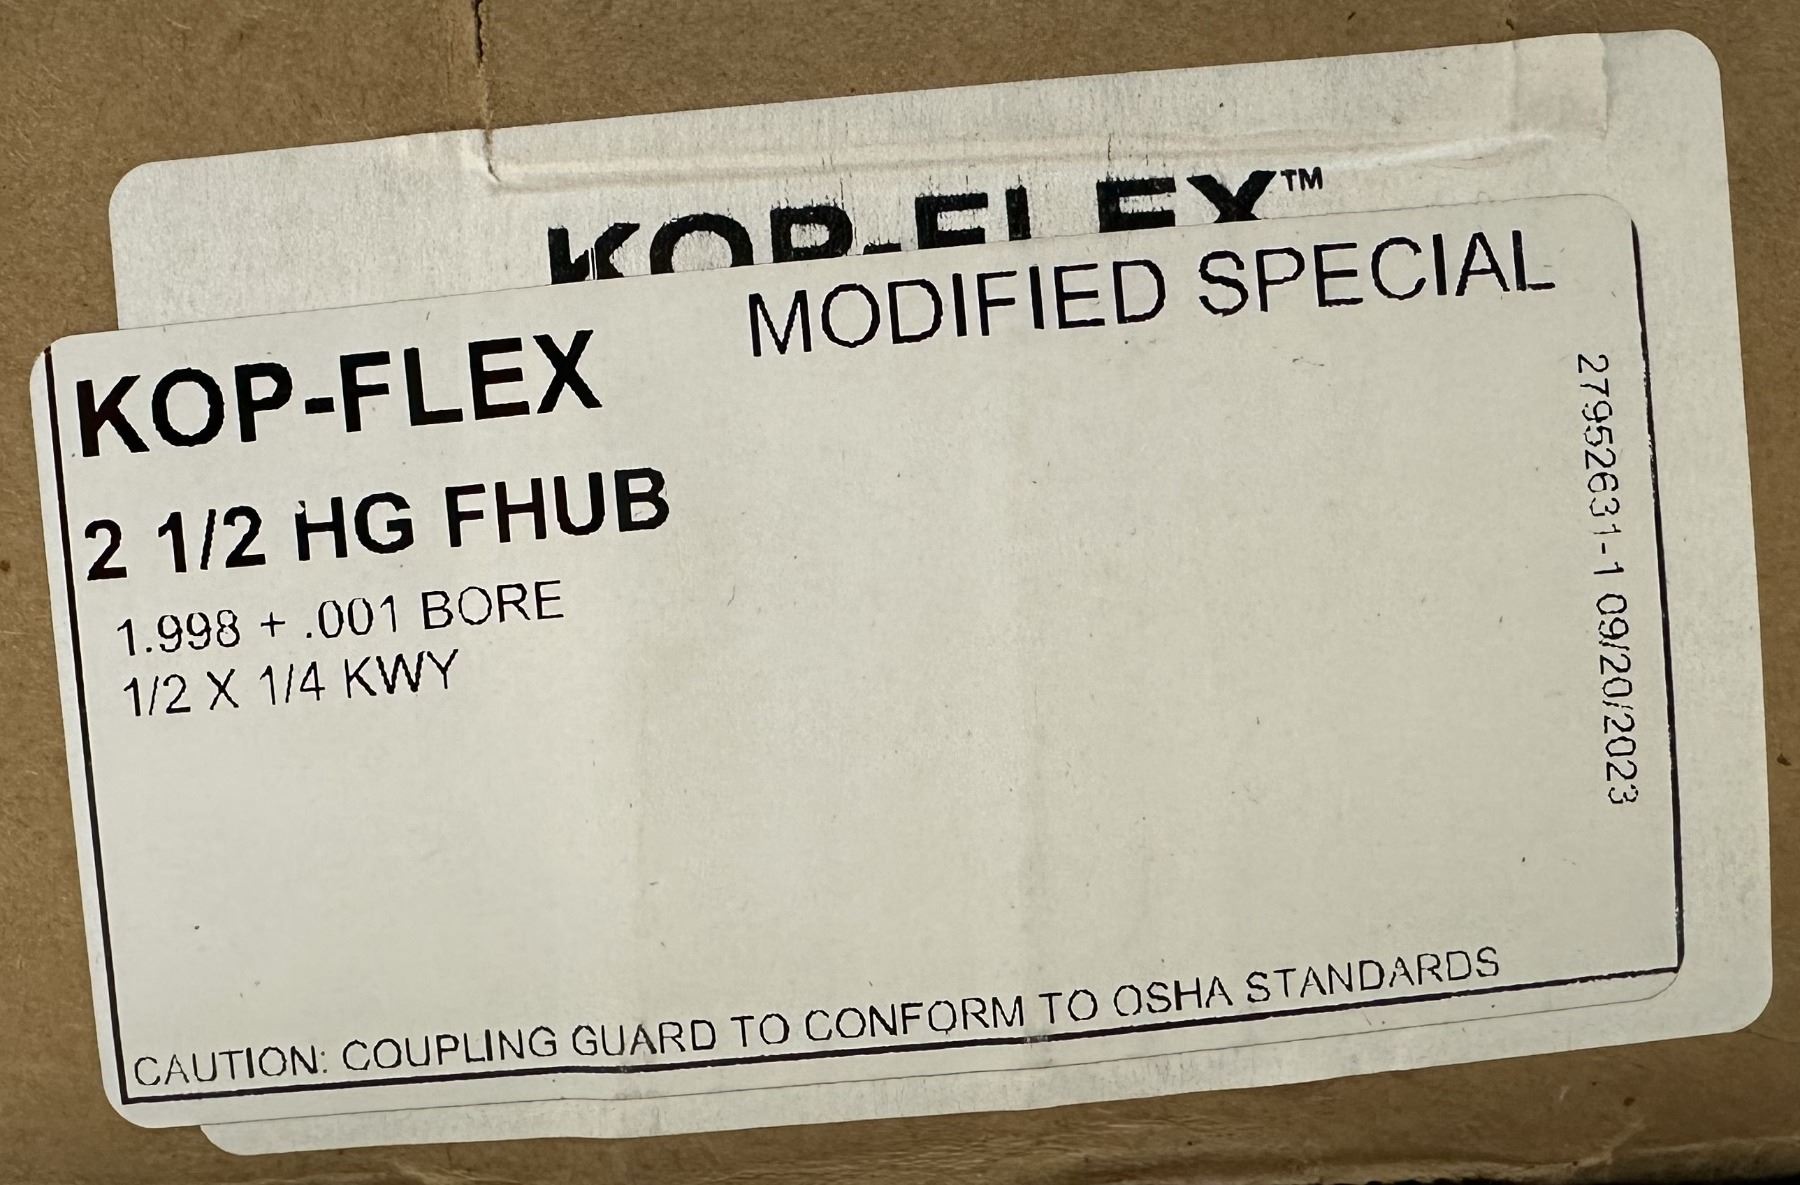 KOP-FLEX™
MODIFIED SPECIAL
KOP-FLEX
2 1/2 HG FHUB
1.998 + .001 BORE
1/2 X 1/4 KWY
27952631-1 09/20/2023
CAUTION: COUPLING GUARD TO CONFORM TO OSHA STANDARDS